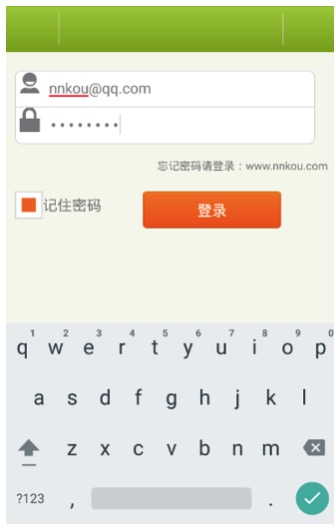 nnkou@qq.com
••••••••
忘记密码请登录：www.nnkou.com
记住密码
登录
1 2 3 4 5 6 7 8 9 0
q w e r t y u i o p
a s d f g h j k l
z x c v b n m
?123 , .